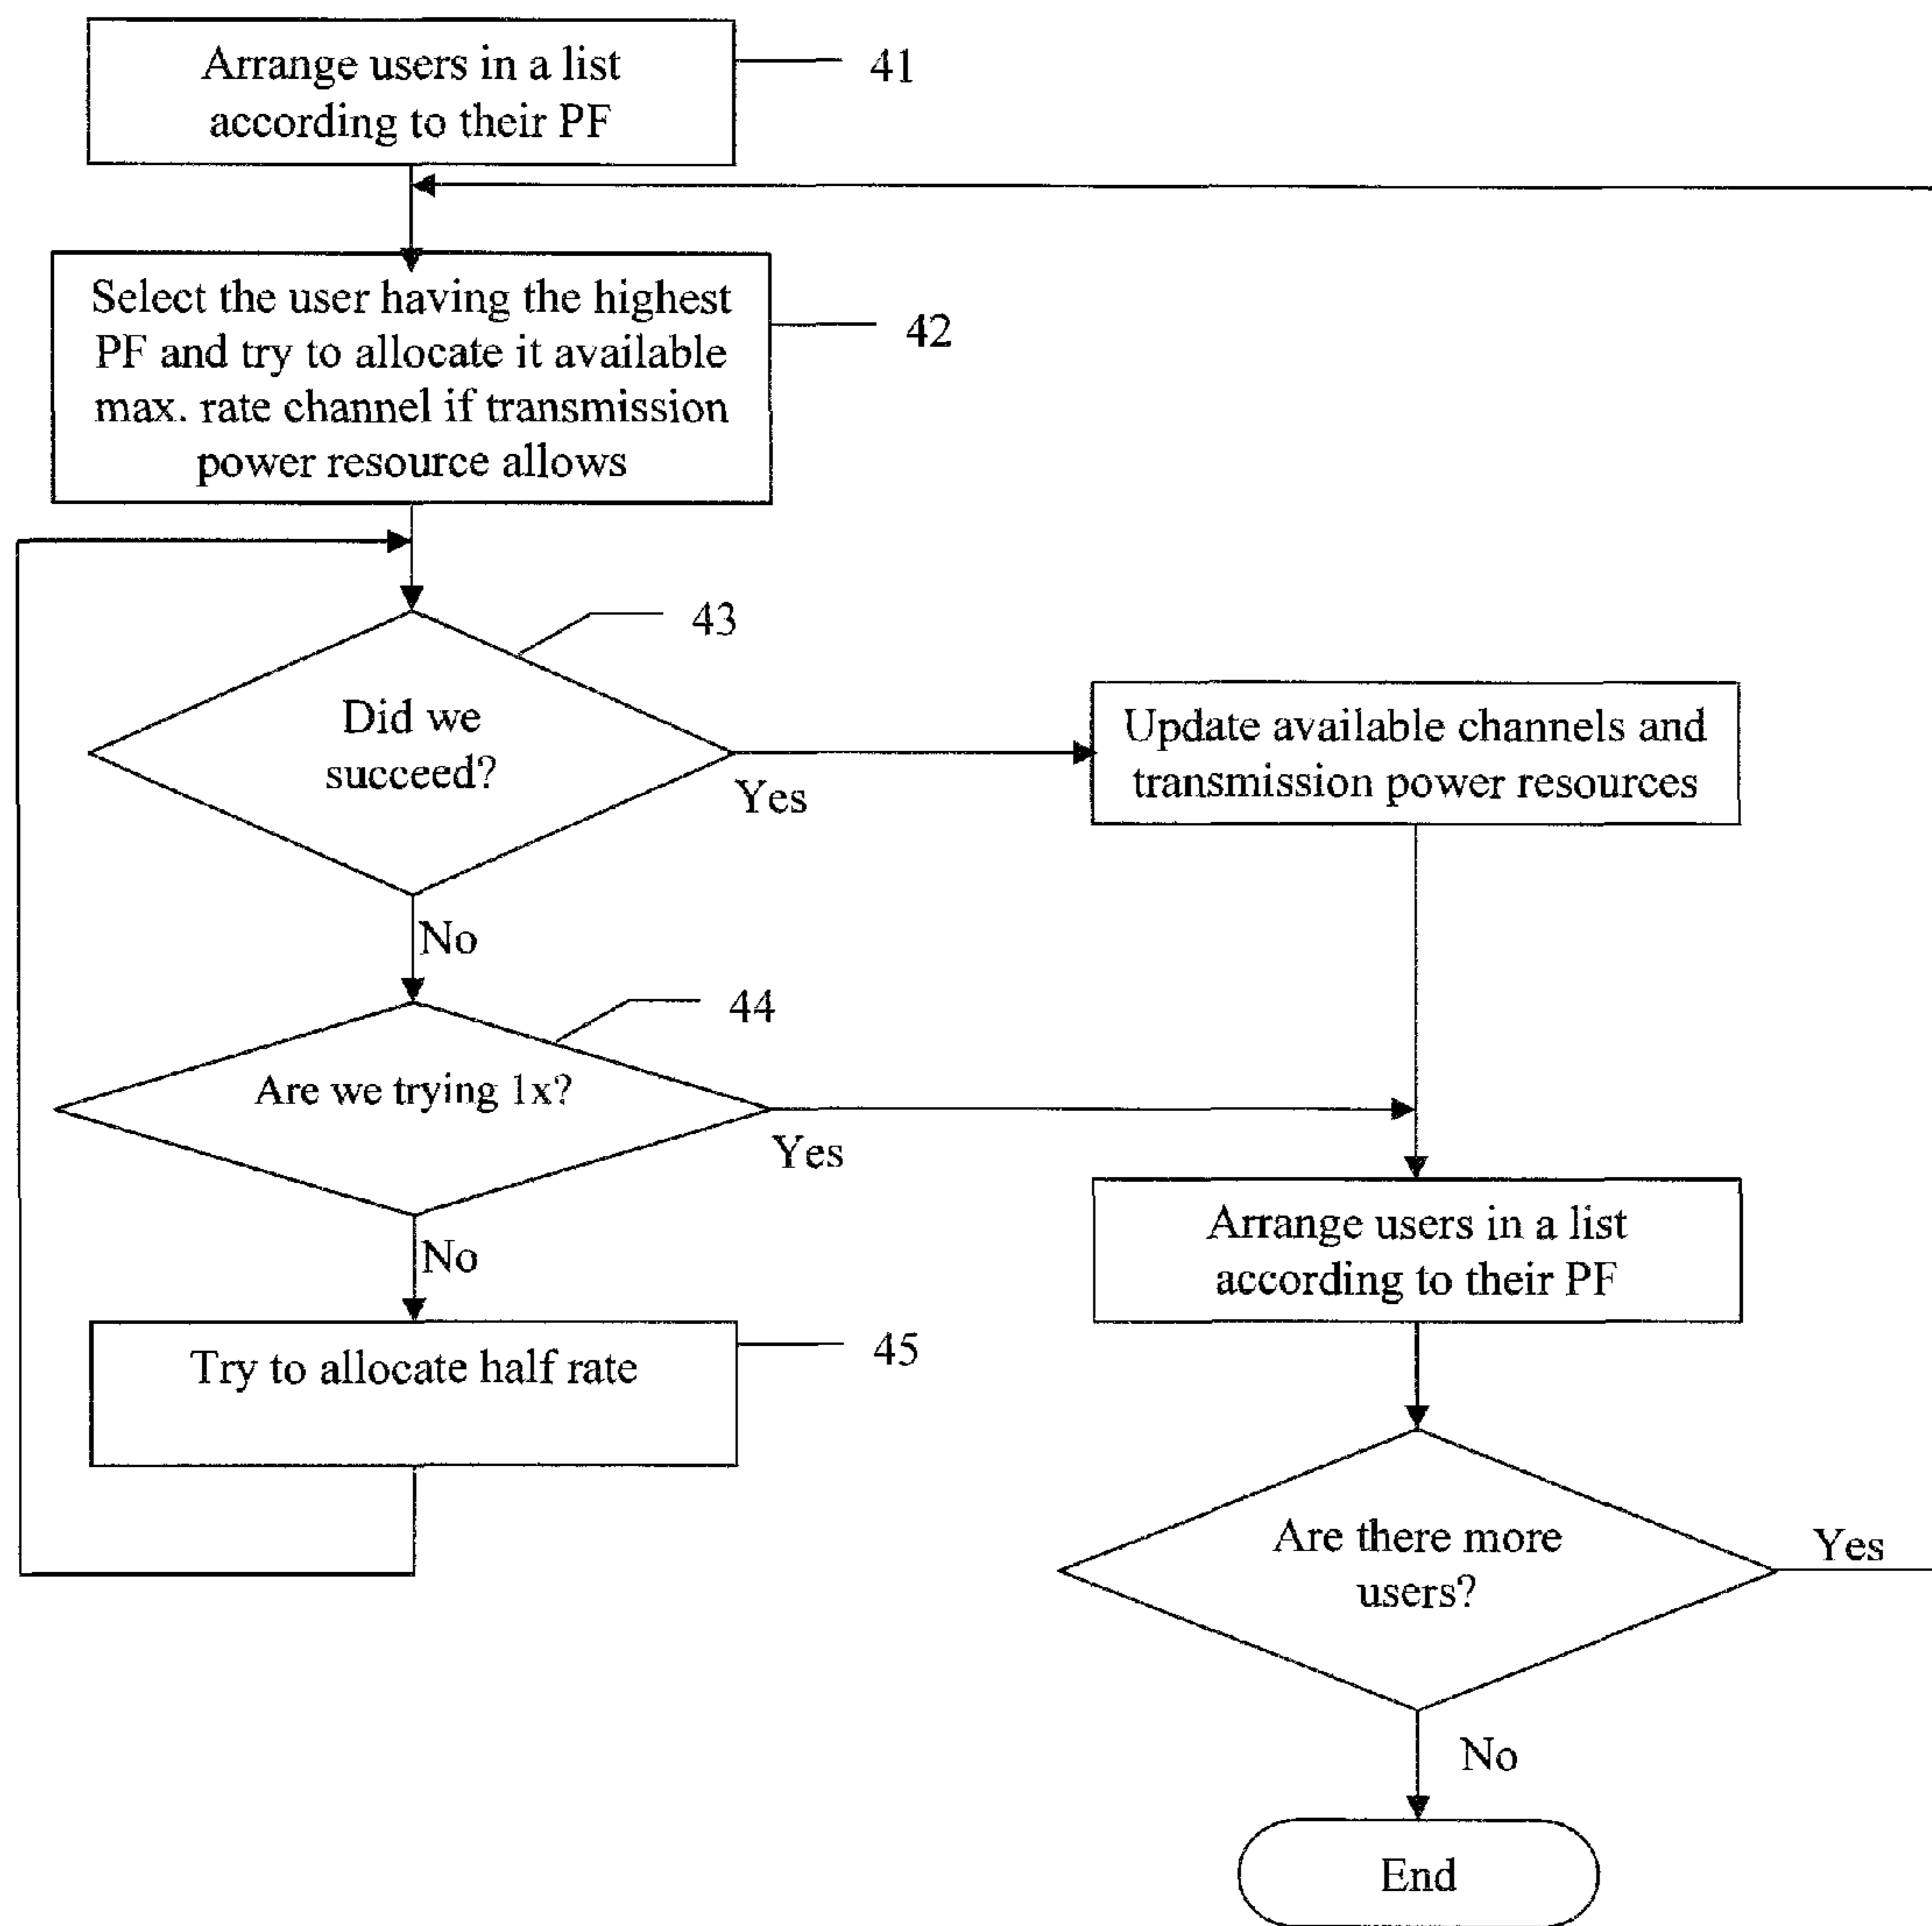 Arrange users in a list
according to their PF
41
Select the user having the highest
PF and try to allocate it available
max. rate channel if transmission
power resource allows
42
43
Did we
succeed?
Yes
Update available channels and
transmission power resources
No
44
Are we trying 1x?
Yes
No
Arrange users in a list
according to their PF
Try to allocate half rate
45
Are there more
users?
Yes
No
End